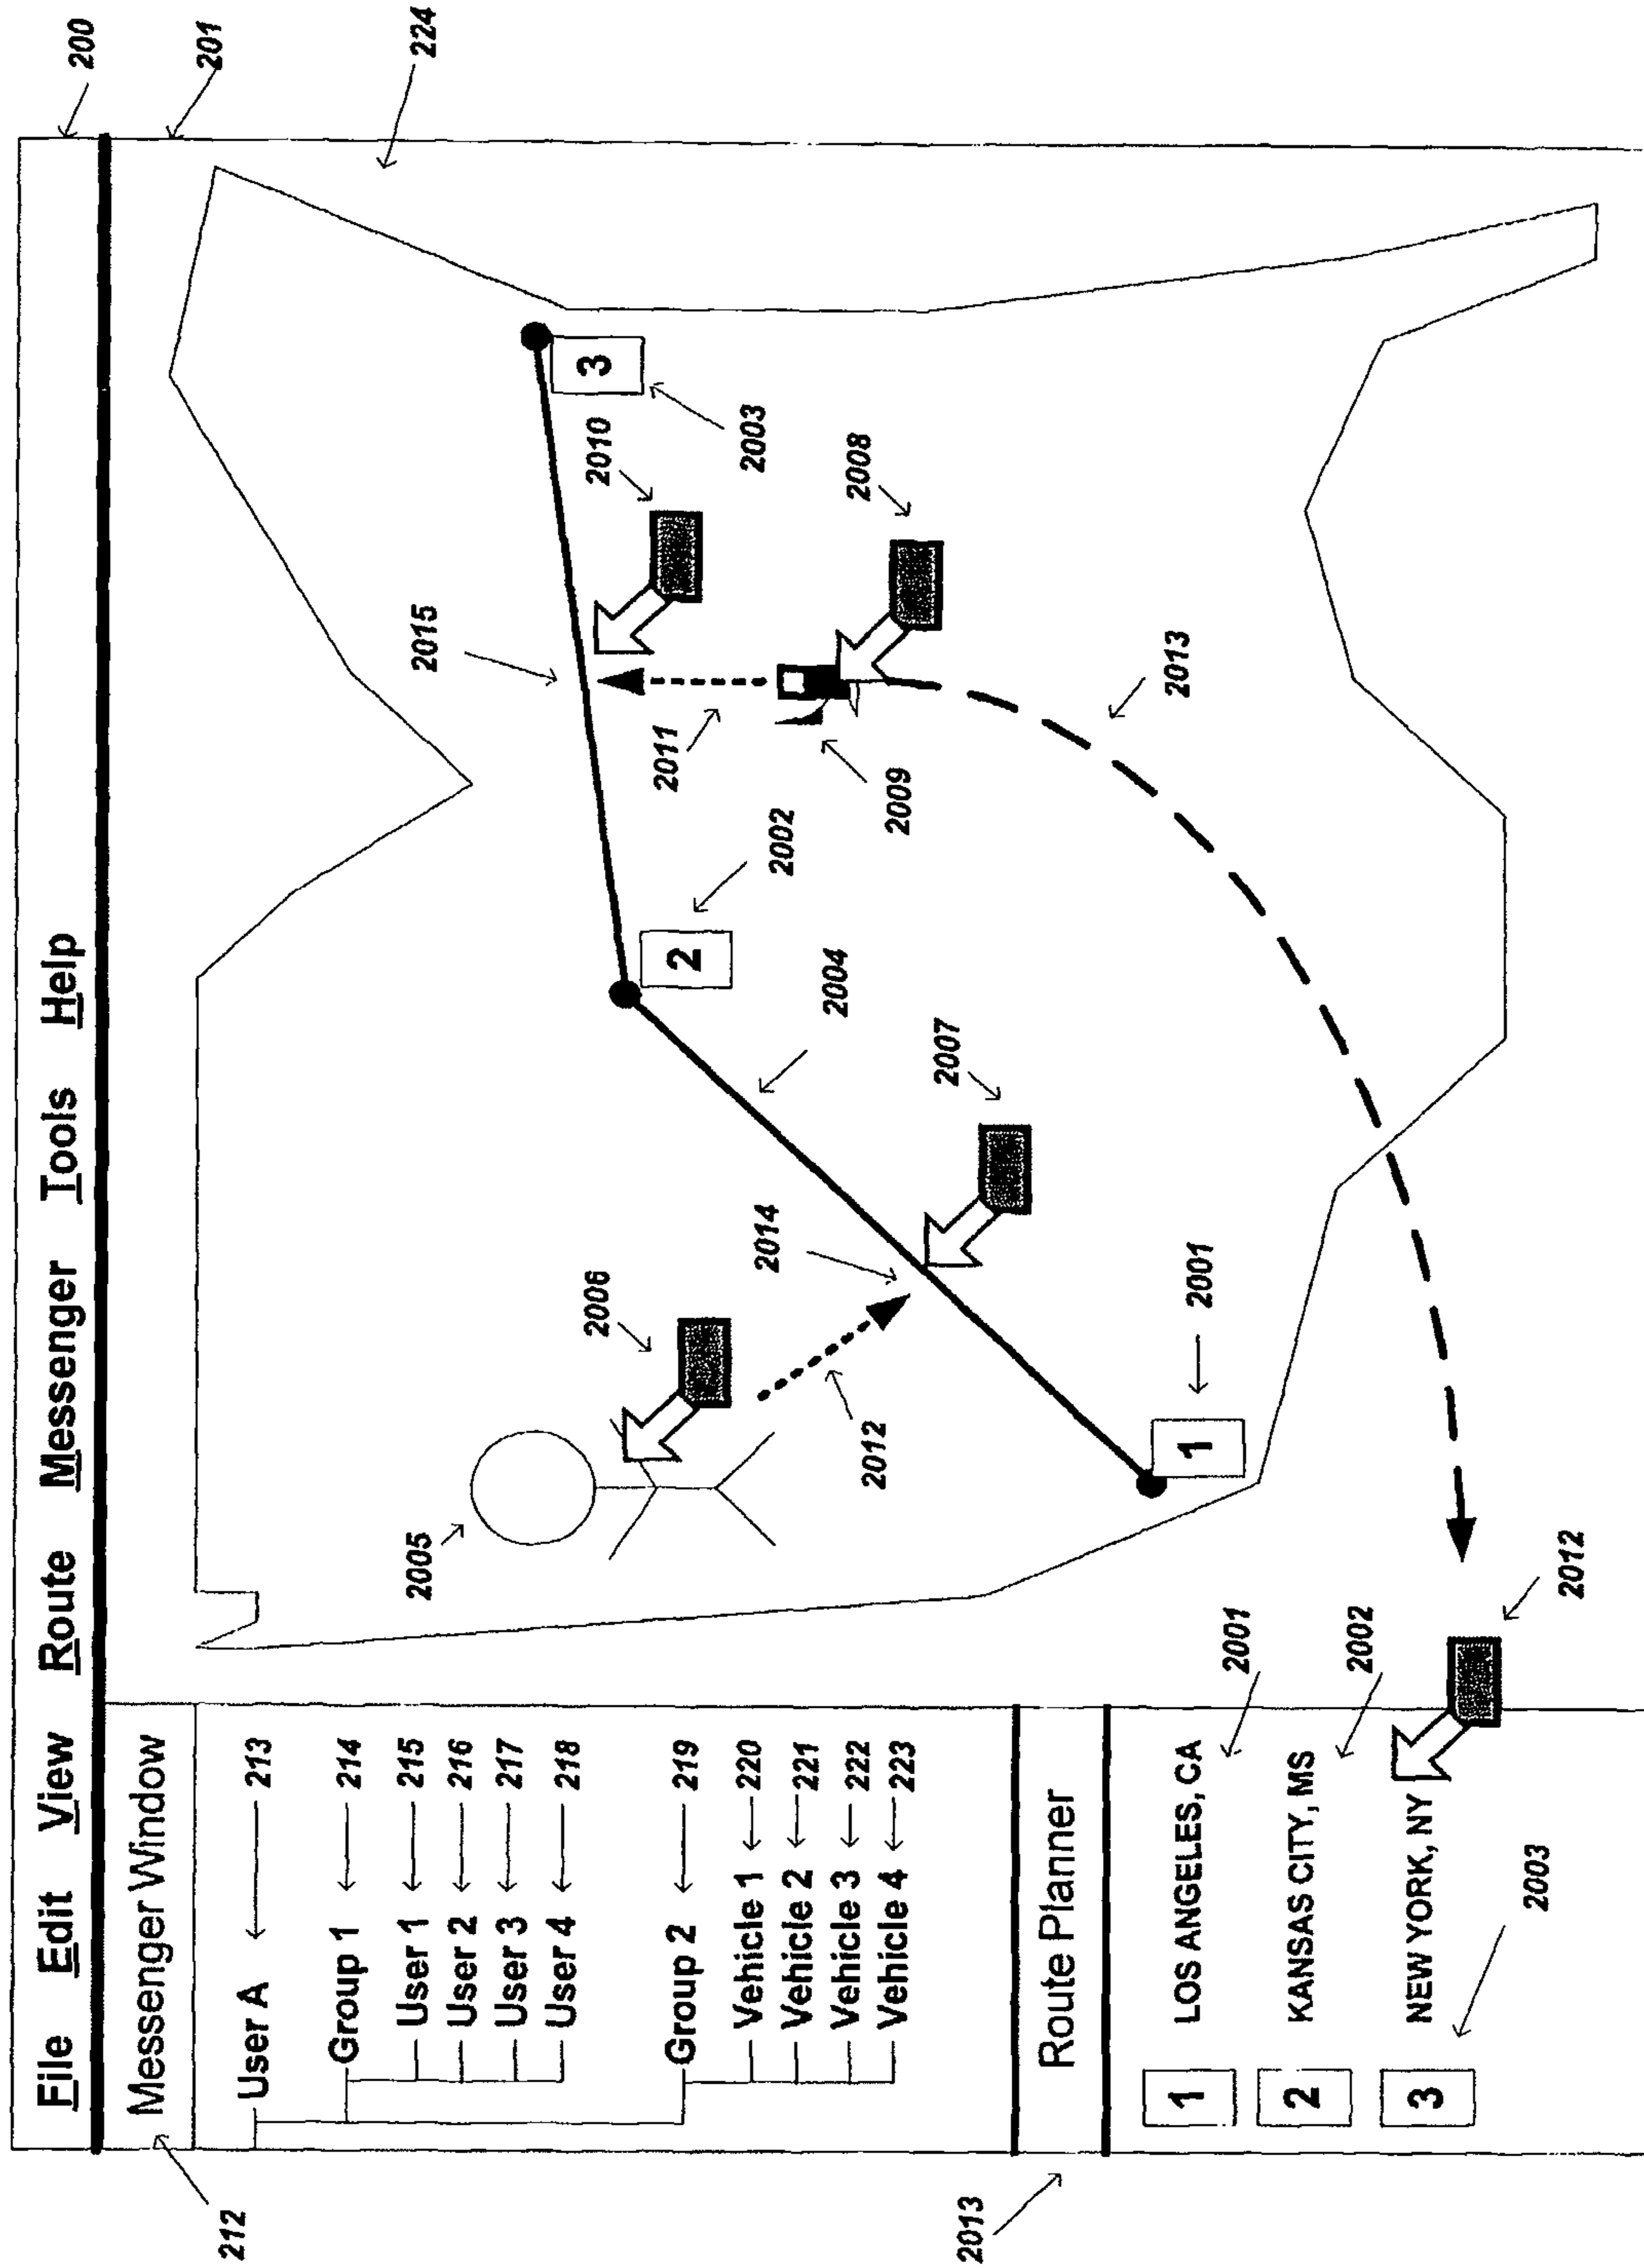 File Edit View Route Messenger Tools Help
200
201
224
212
Messenger Window
User A 213
Group 1 214
User 1 215
User 2 216
User 3 217
User 4 218
Group 2 219
Vehicle 1 220
Vehicle 2 221
Vehicle 3 222
Vehicle 4 223
2013
Route Planner
1 LOS ANGELES, CA 2001
2 KANSAS CITY, MS 2002
3 NEW YORK, NY 2012
2003
2005
2006
2012
2014
2007
1 2001
2004
2 2002
2015
2010
3
2003
2011
2009
2008
2013